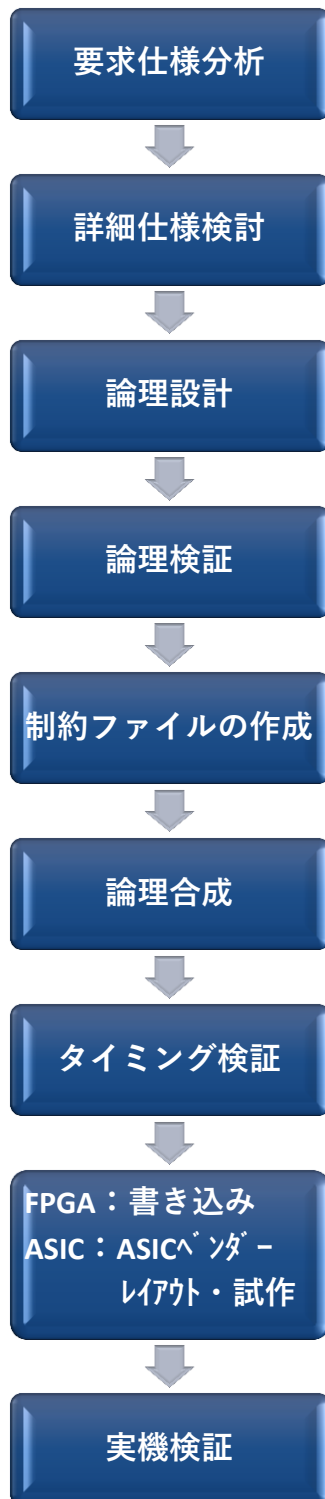 要求仕様分析
詳細仕様検討
論理設計
論理検証
制約ファイルの作成
論理合成
タイミング検証
FPGA：書き込み
ASIC：ASICﾍﾞﾝﾀﾞｰ
ﾚｲｱｳﾄ・試作
実機検証